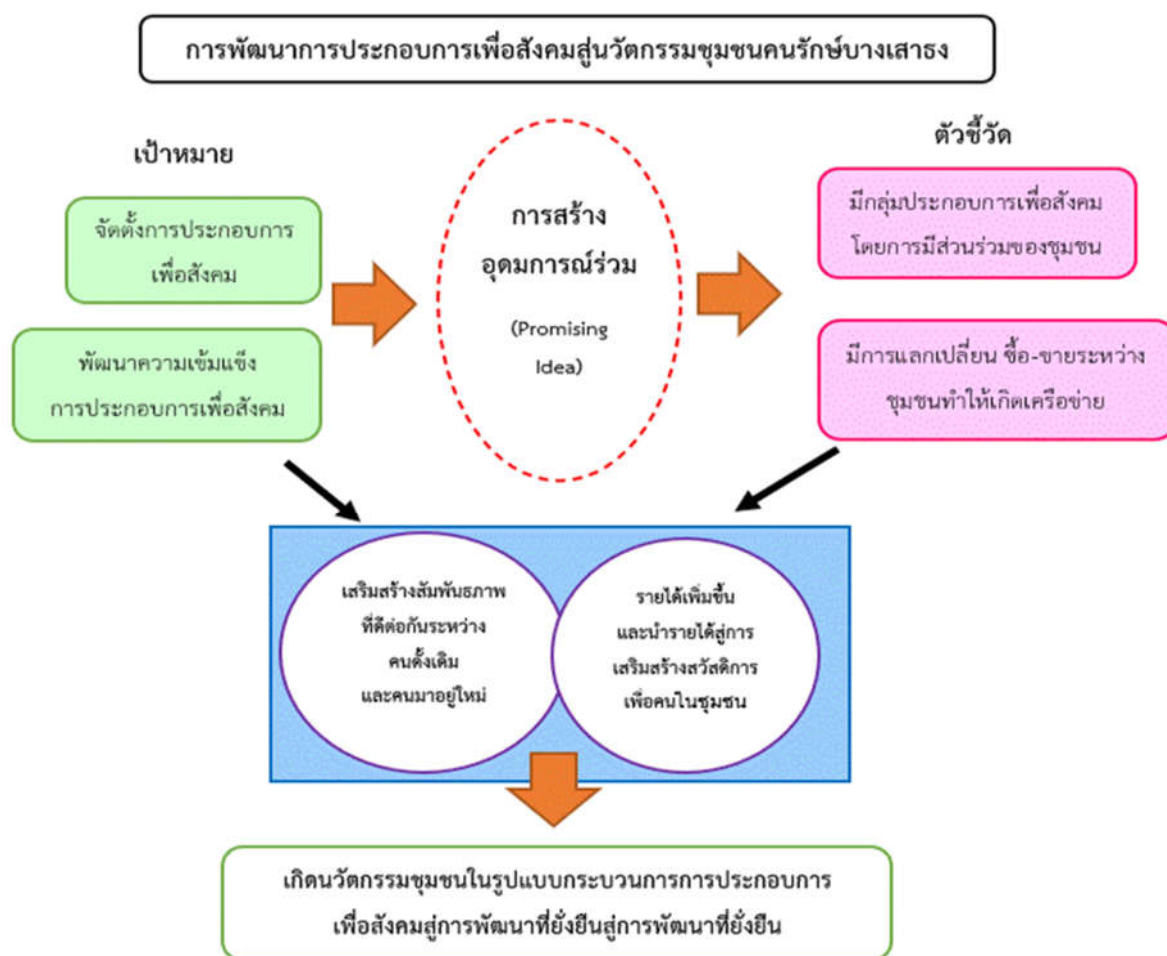 การพัฒนาการประกอบการเพื่อสังคมสู่นวัตกรรมชุมชนคนรักษ์บางเสาธง
เป้าหมาย
จัดตั้งการประกอบการ
เพื่อสังคม
พัฒนาความเข้มแข็ง
การประกอบการเพื่อสังคม
การสร้าง
อุดมการณ์ร่วม
(Promising
Idea)
ตัวชี้วัด
มีกลุ่มประกอบการเพื่อสังคม
โดยการมีส่วนร่วมของชุมชน
มีการแลกเปลี่ยน ซื้อ-ขายระหว่าง
ชุมชนทำให้เกิดเครือข่าย
เสริมสร้างสัมพันธภาพ
ที่ดีต่อกันระหว่าง
คนดั้งเดิม
และคนมาอยู่ใหม่
รายได้เพิ่มขึ้น
และนำรายได้สู่การ
เสริมสร้างสวัสดิการ
เพื่อคนในชุมชน
เกิดนวัตกรรมชุมชนในรูปแบบกระบวนการการประกอบการ
เพื่อสังคมสู่การพัฒนาที่ยั่งยืนสู่การพัฒนาที่ยั่งยืน